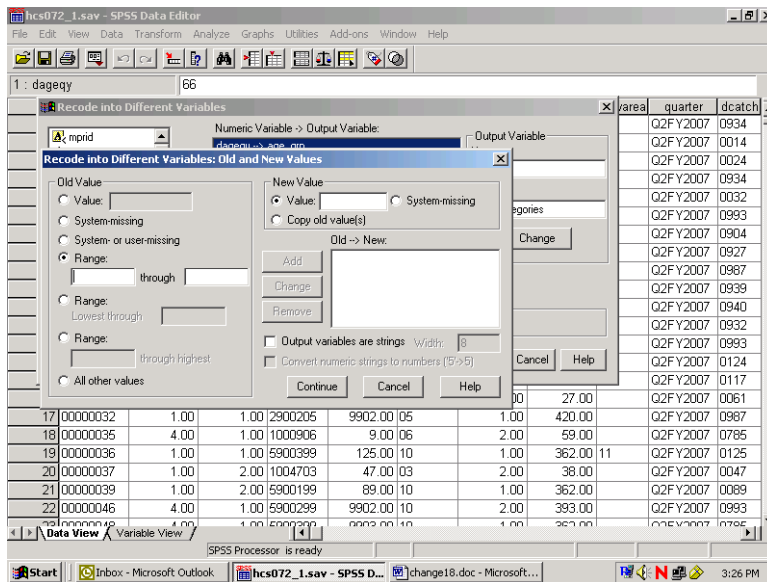 hcs072_1.sav - SPSS Data Editor
File Edit View Data Transform Analyze Graphs Utilities Add-ons Window Help
1 : dageqy 66
Recode into Different Variables
varea quarter dcatch
mprid
Numeric Variable -> Output Variable:
Output Variable
Q2FY2007 0934
Q2FY2007 0014
Recode into Different Variables: Old and New Values
Q2FY2007 0024
Old Value
New Value
Q2FY2007 0934
Value:
Value:
System-missing
Q2FY2007 0032
System-missing
Copy old value(s)
egories
Q2FY2007 0993
System- or user-missing
Old --> New:
Change
Q2FY2007 0904
Range:
Add
Q2FY2007 0927
through
Q2FY2007 0987
Change
Q2FY2007 0939
Range:
Remove
Q2FY2007 0940
Lowest through
Q2FY2007 0932
Range:
Output variables are strings Width: 8
Q2FY2007 0993
through highest
Convert numeric strings to numbers ('5'->5)
Cancel Help
Q2FY2007 0124
All other values
Continue Cancel Help
Q2FY2007 0117
27.00 Q2FY2007 0061
17 00000032 1.00 1.00 2900205 9902.00 05 1.00 420.00 Q2FY2007 0987
18 00000035 4.00 1.00 1000906 9.00 06 2.00 59.00 Q2FY2007 0785
19 00000036 1.00 1.00 5900399 125.00 10 1.00 362.00 11 Q2FY2007 0125
20 00000037 1.00 2.00 1004703 47.00 03 2.00 38.00 Q2FY2007 0047
21 00000039 1.00 2.00 5900199 89.00 10 1.00 362.00 Q2FY2007 0089
22 00000046 4.00 1.00 5900299 9902.00 10 2.00 393.00 Q2FY2007 0993
Data View Variable View
SPSS Processor is ready
Start Inbox - Microsoft Outlook hcs072_1.sav - SPSS D... change18.doc - Microsoft... 3:26 PM